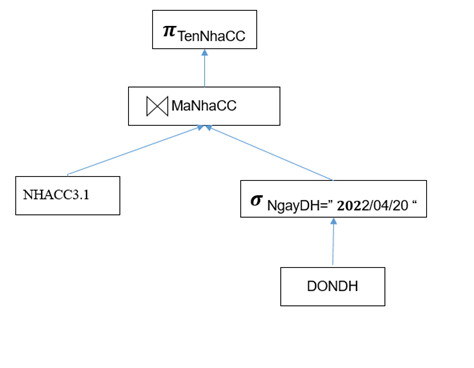 π TenNhaCC
⋈ MaNhaCC
NHACC3.1
σ NgayDH=” 2022/04/20 “
DONDH